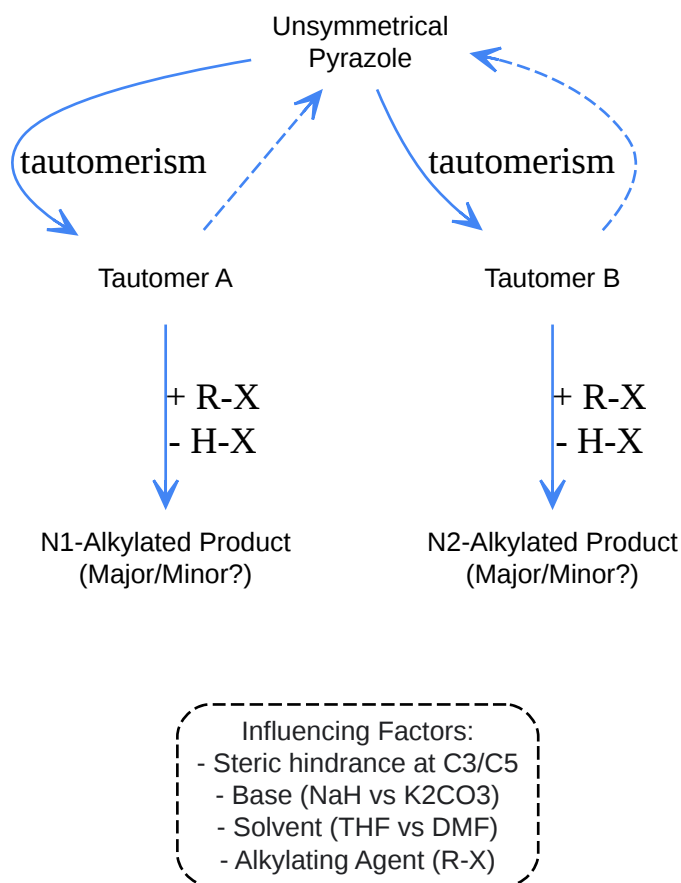 Unsymmetrical
Pyrazole
tautomerism
tautomerism
Tautomer A
Tautomer B
+ R-X
- H-X
+ R-X
- H-X
N1-Alkylated Product
(Major/Minor?)
N2-Alkylated Product
(Major/Minor?)
Influencing Factors:
- Steric hindrance at C3/C5
- Base (NaH vs K2CO3)
- Solvent (THF vs DMF)
- Alkylating Agent (R-X)